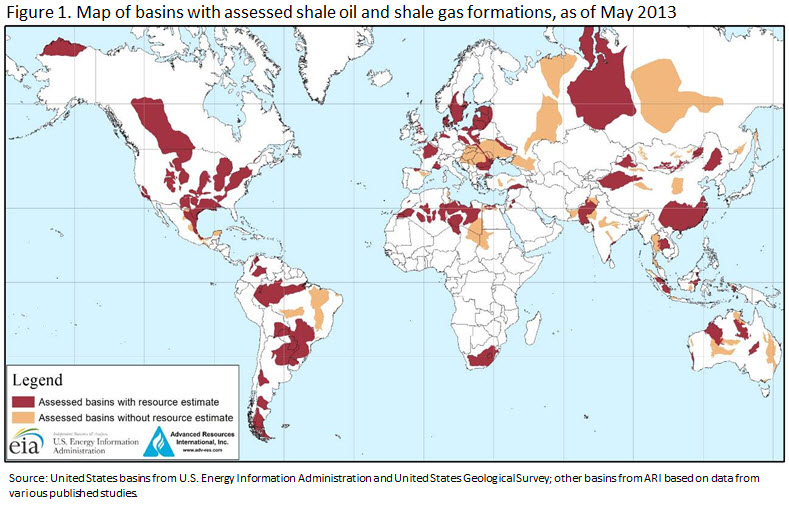 Figure 1. Map of basins with assessed shale oil and shale gas formations, as of May 2013
Legend
Assessed basins with resource estimate
Assessed basins without resource estimate
eia
Independent Statistics & Analysis
U.S. Energy Information
Administration
Advanced Resources
International, Inc.
www.adv-res.com
Source: United States basins from U.S. Energy Information Administration and United States Geological Survey; other basins from ARI based on data from
various published studies.